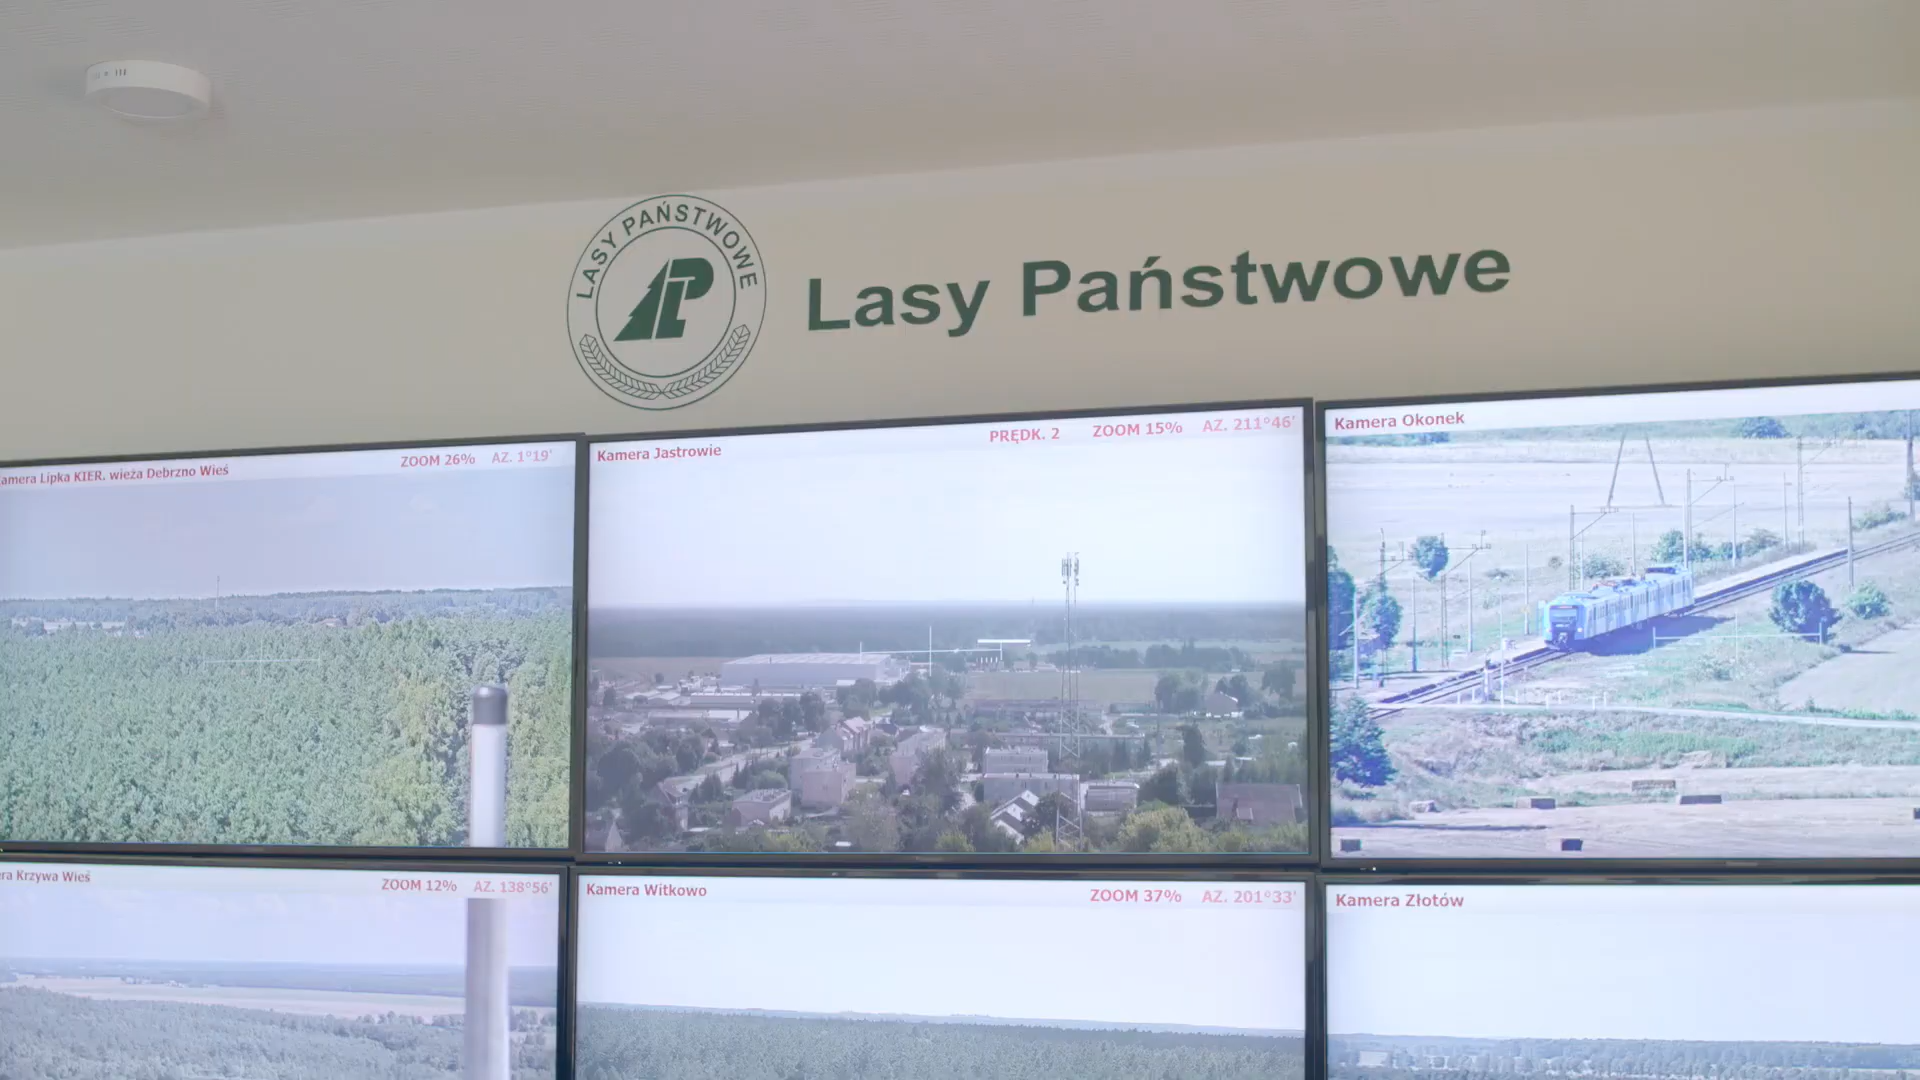 LASY PAŃSTWOWE
LP
Lasy Państwowe
amera Lipka KIER. wieża Debrzno Wieś ZOOM 26% AZ. 1°19'
Kamera Jastrowie PRĘDK. 2 ZOOM 15% AZ. 211°46'
Kamera Okonek
ra Krzywa Wieś ZOOM 12% AZ. 138°56'
Kamera Witkowo ZOOM 37% AZ. 201°33'
Kamera Złotów